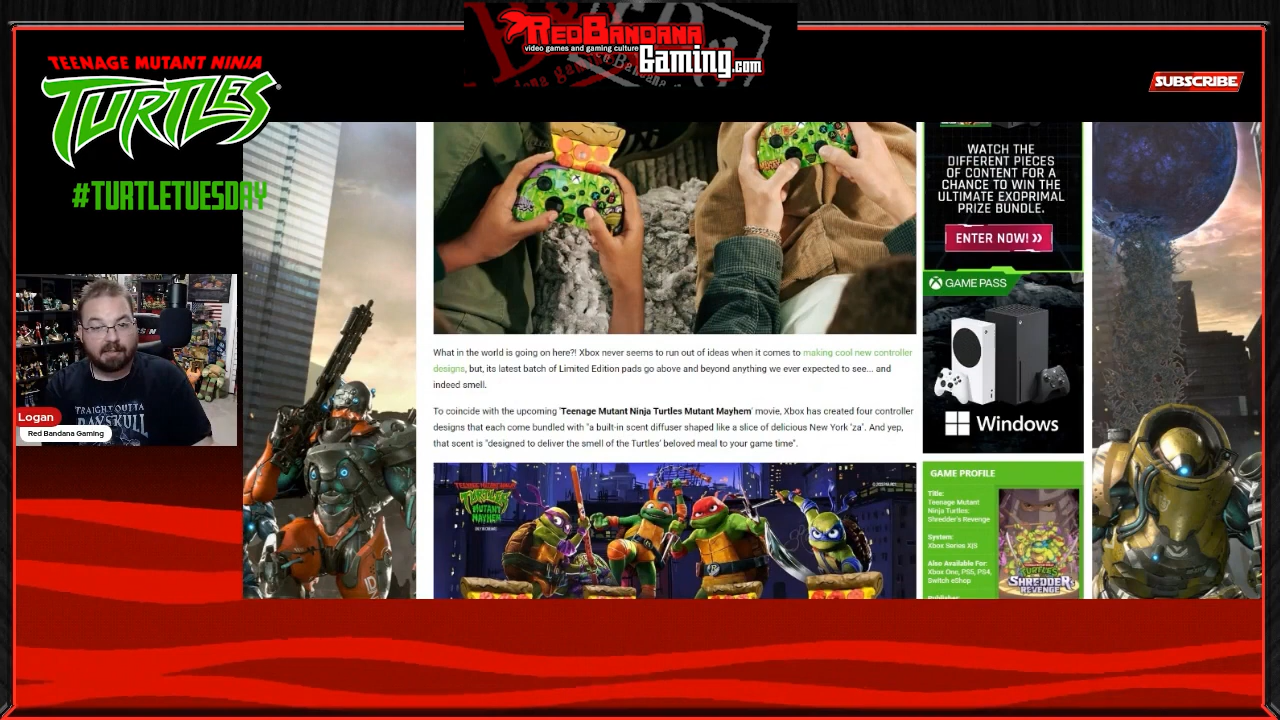 RedBandana
video games and gaming culture
Gaming.com
TEENAGE MUTANT NINJA
TURTLES
#TURTLETUESDAY
SUBSCRIBE
Logan
Red Bandana Gaming
WATCH THE
DIFFERENT PIECES
OF CONTENT FOR A
CHANCE TO WIN THE
ULTIMATE EXOPRIMAL
PRIZE BUNDLE.
ENTER NOW! »
GAME PASS
Windows
What in the world is going on here?! Xbox never seems to run out of ideas when it comes to making cool new controller
designs, but, its latest batch of Limited Edition pads go above and beyond anything we ever expected to see... and
indeed smell.
To coincide with the upcoming 'Teenage Mutant Ninja Turtles Mutant Mayhem' movie, Xbox has created four controller
designs that each come bundled with "a built-in scent diffuser shaped like a slice of delicious New York 'za". And yep,
that scent is "designed to deliver the smell of the Turtles' beloved meal to your game time".
TURTLES
MUTANT
MAYHEM
GAME PROFILE
Title:
Teenage Mutant
Ninja Turtles:
Shredder's Revenge
System:
Xbox Series X|S
Also Available For:
Xbox One, PS5, PS4,
Switch eShop
TURTLES
SHREDDER'S
REVENGE